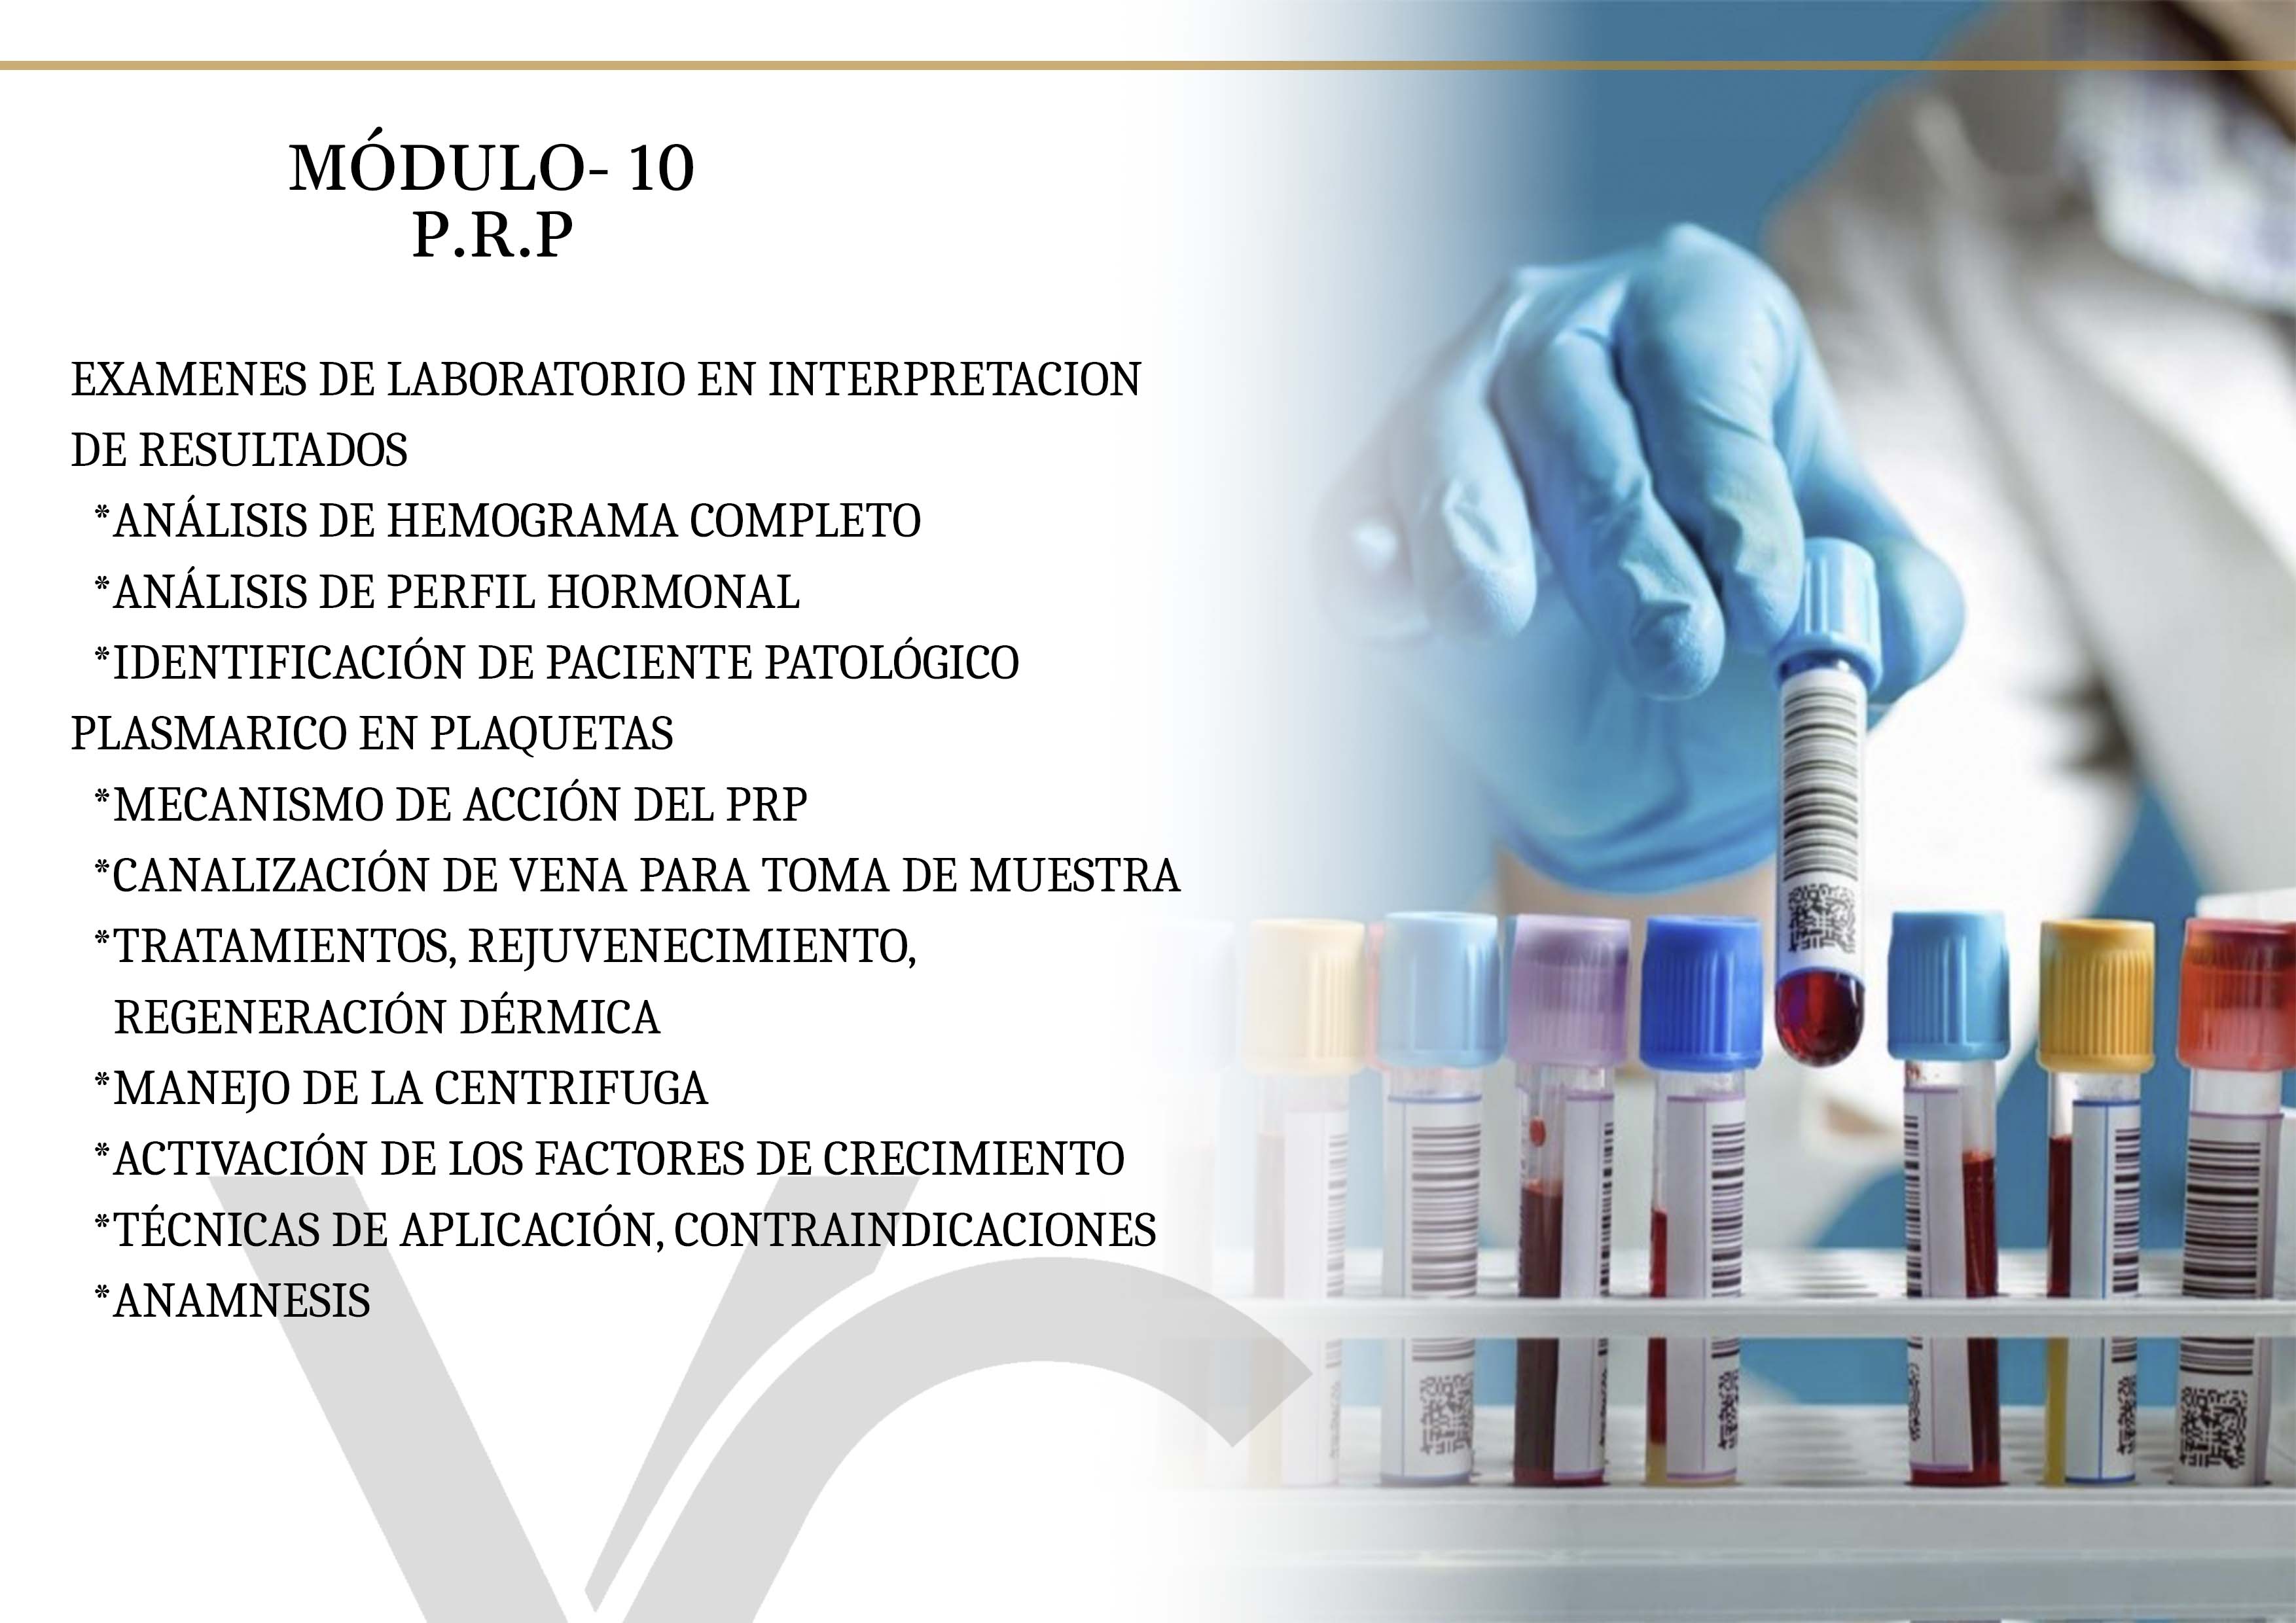 MÓDULO- 10
P.R.P
EXAMENES DE LABORATORIO EN INTERPRETACION
DE RESULTADOS
*ANÁLISIS DE HEMOGRAMA COMPLETO
*ANÁLISIS DE PERFIL HORMONAL
*IDENTIFICACIÓN DE PACIENTE PATOLÓGICO
PLASMARICO EN PLAQUETAS
*MECANISMO DE ACCIÓN DEL PRP
*CANALIZACIÓN DE VENA PARA TOMA DE MUESTRA
*TRATAMIENTOS, REJUVENECIMIENTO,
REGENERACIÓN DÉRMICA
*MANEJO DE LA CENTRIFUGA
*ACTIVACIÓN DE LOS FACTORES DE CRECIMIENTO
*TÉCNICAS DE APLICACIÓN, CONTRAINDICACIONES
*ANAMNESIS